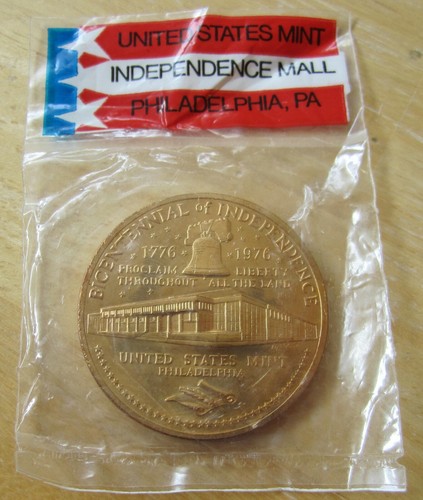 UNITED STATES MINT
INDEPENDENCE MALL
PHILADELPHIA, PA
BICENTENNIAL of INDEPENDENCE
1776 1976
PROCLAIM LIBERTY
THROUGHOUT ALL THE LAND
UNITED STATES MINT
PHILADELPHIA